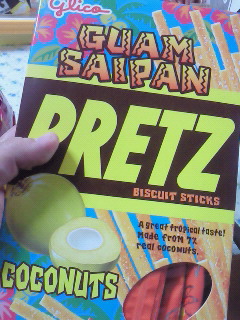 Glico
GUAM
SAIPAN
PRETZ
BISCUIT STICKS
A great tropical taste!
Made from 7%
real coconuts.
COCONUTS